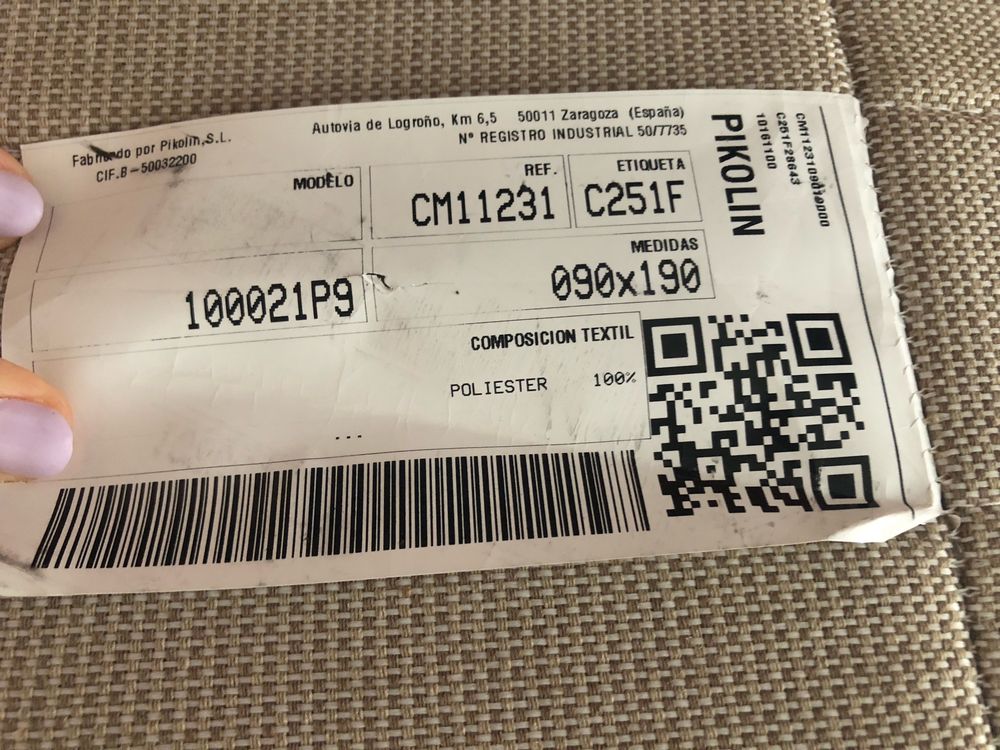 Fabricado por Pikolin,S.L.
CIF.B-50032200
Autovia de Logroño, Km 6,5 50011 Zaragoza (España)
Nº REGISTRO INDUSTRIAL 50/7735
MODELO
REF.
CM11231
ETIQUETA
C251F
100021P9
MEDIDAS
090x190
COMPOSICION TEXTIL
POLIESTER 100%
...
PIKOLIN
10161100
C251F28643